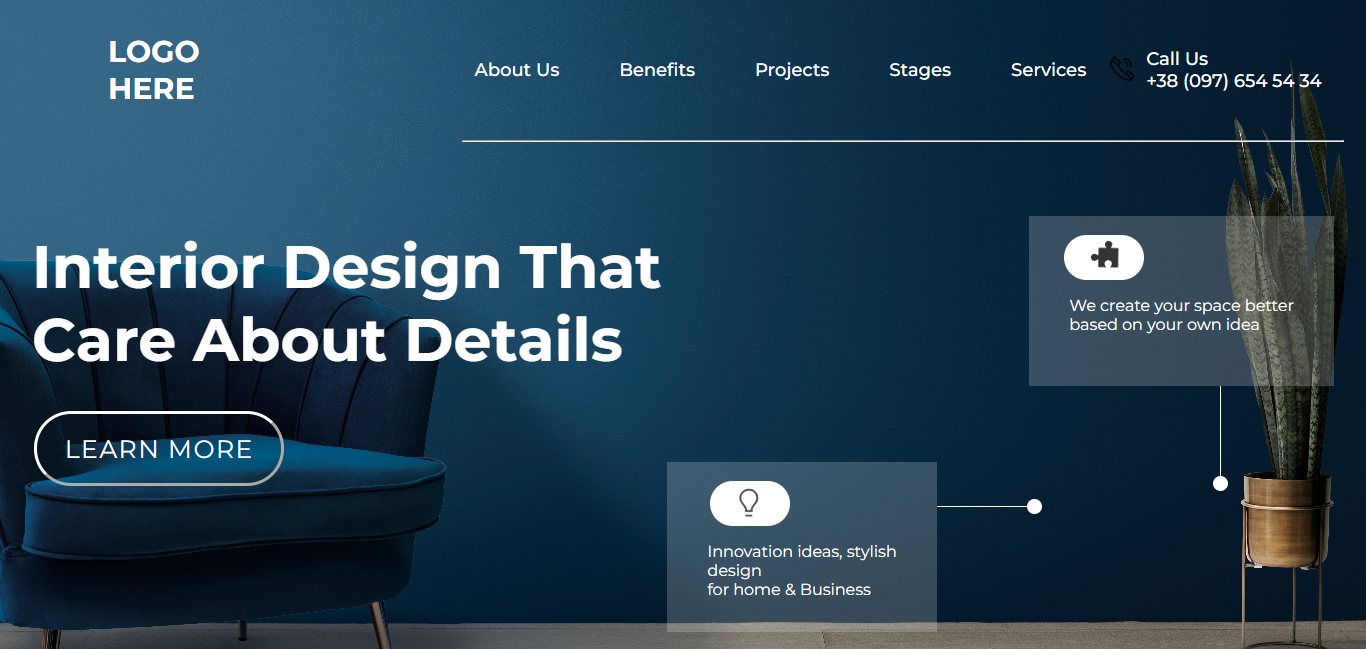 LOGO
HERE
About Us
Benefits
Projects
Stages
Services
Call Us
+38 (097) 654 54 34
Interior Design That
Care About Details
LEARN MORE
We create your space better
based on your own idea
Innovation ideas, stylish
design
for home & Business